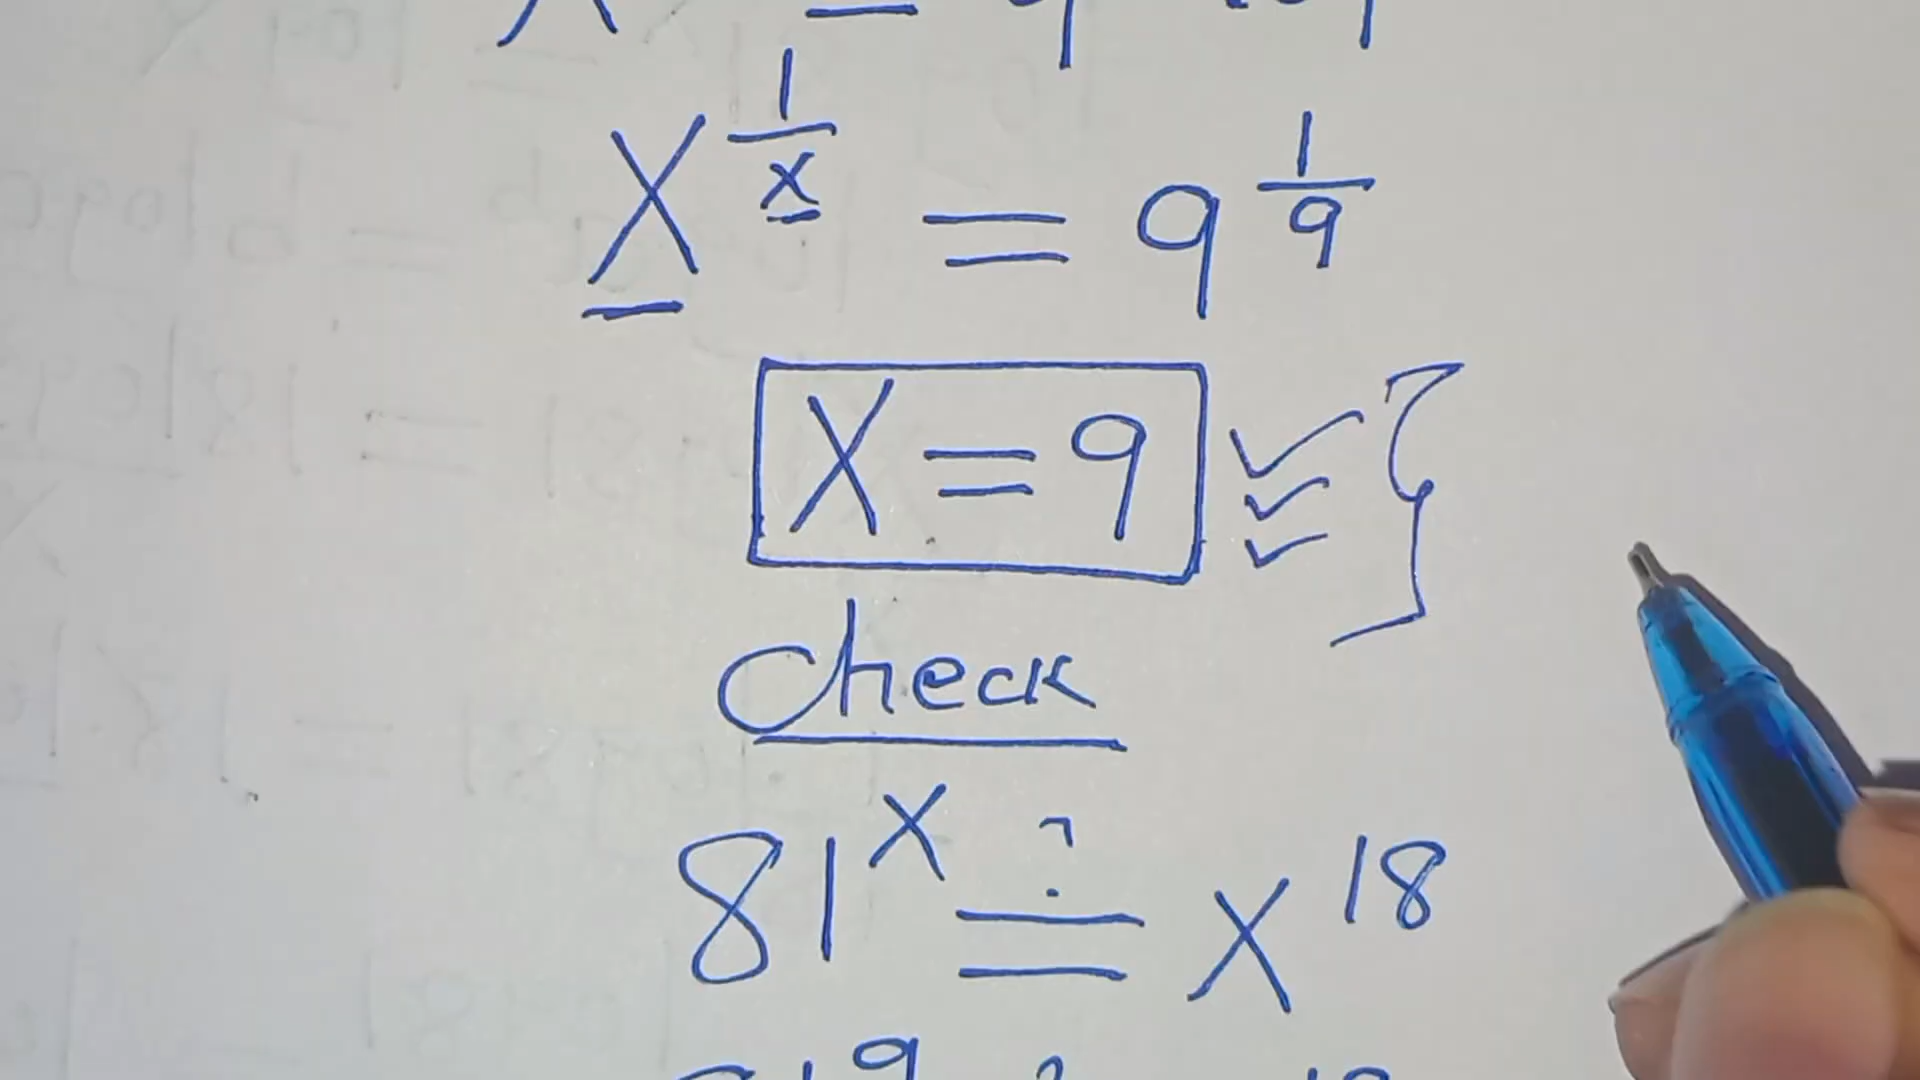 x^(1/x) = 9^(1/9)
x = 9 ✓✓✓
Check
81^x ≟ x^18